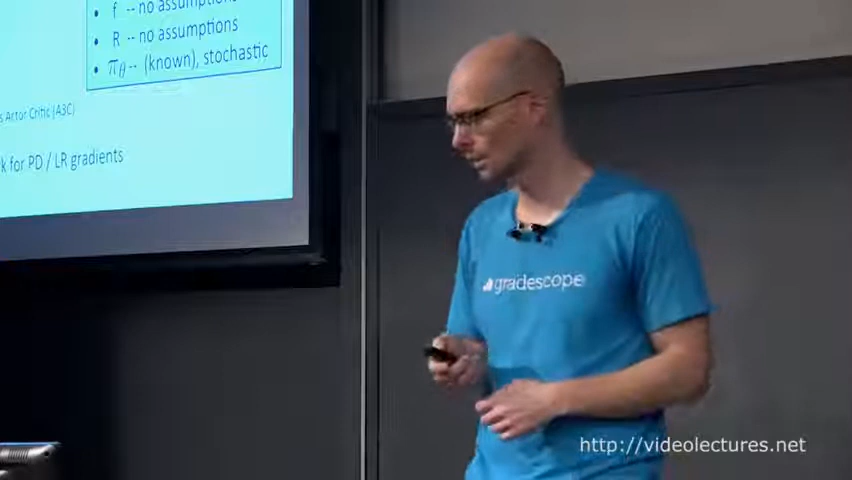 f -- no assumptions
R -- no assumptions
πθ -- (known), stochastic
s Actor Critic (A3C)
k for PD / LR gradients
gradescope
http://videolectures.net